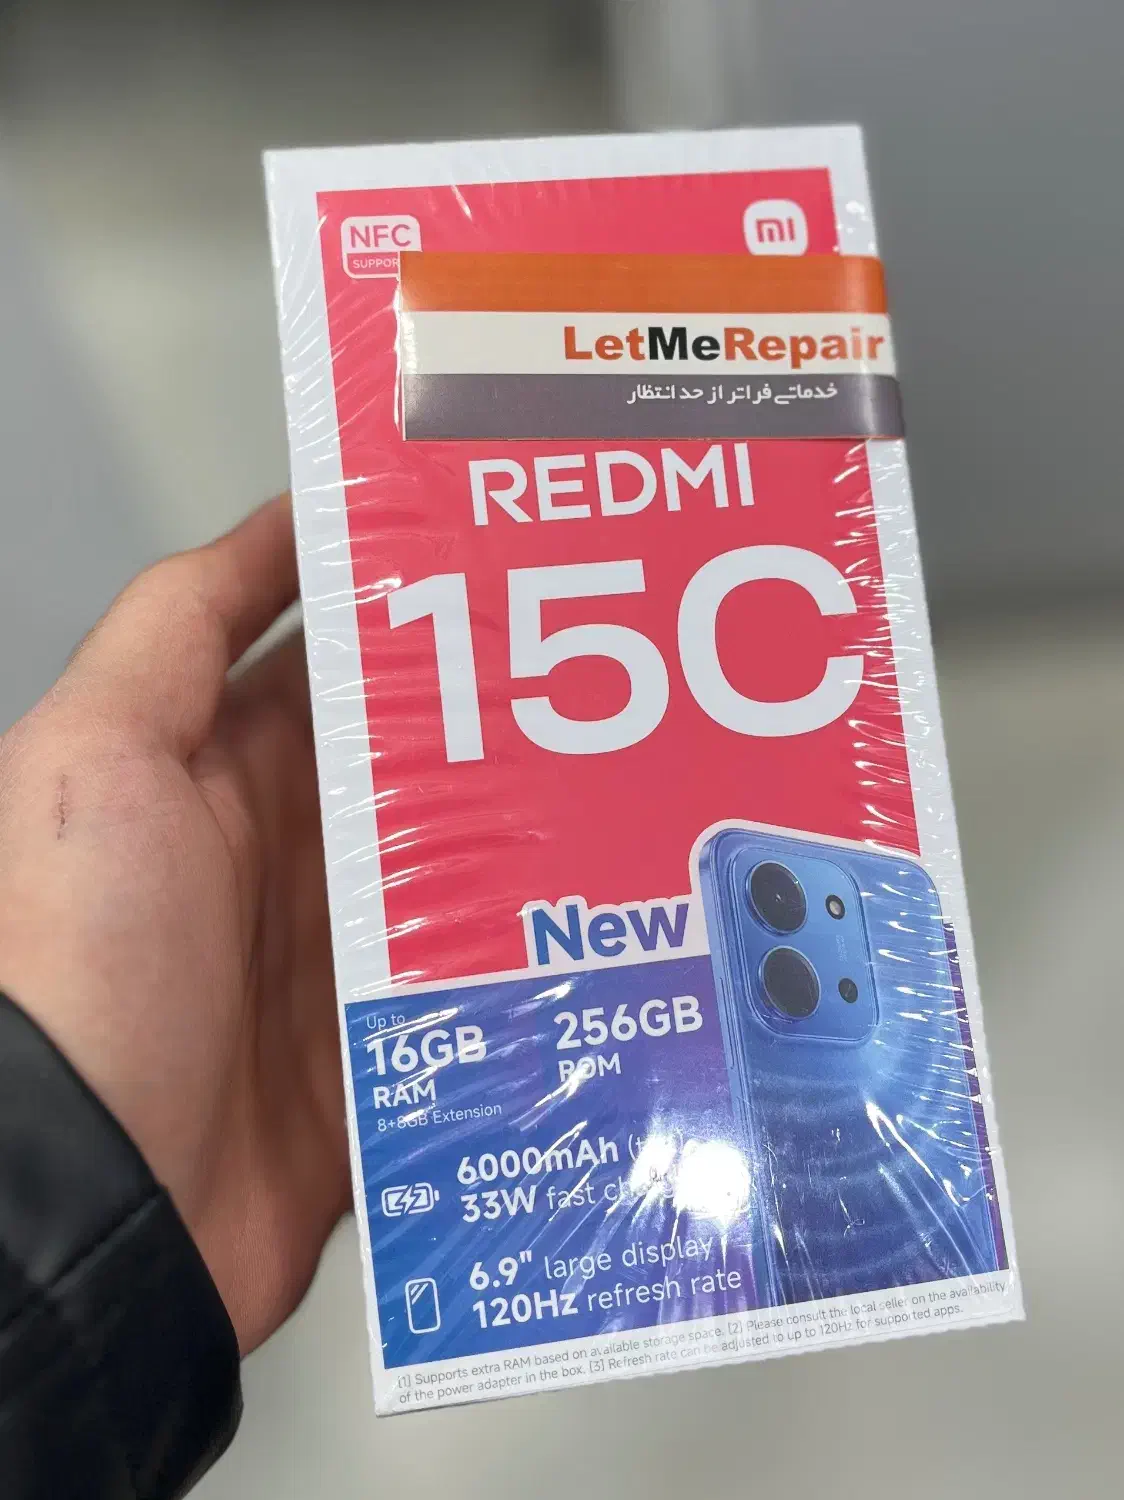 NFC
SUPPOR
mi
LetMeRepair
خدماتی فراتر از حد انتظار
REDMI
15C
New
Up to
16GB
RAM
8+8GB Extension
256GB
ROM
6000mAh
33W fast
6.9" large display
120Hz refresh rate
[1] Supports extra RAM based on available storage space. [2] Please consult the local seller on the availability
of the power adapter in the box. [3] Refresh rate can be adjusted to up to 120Hz for supported apps.